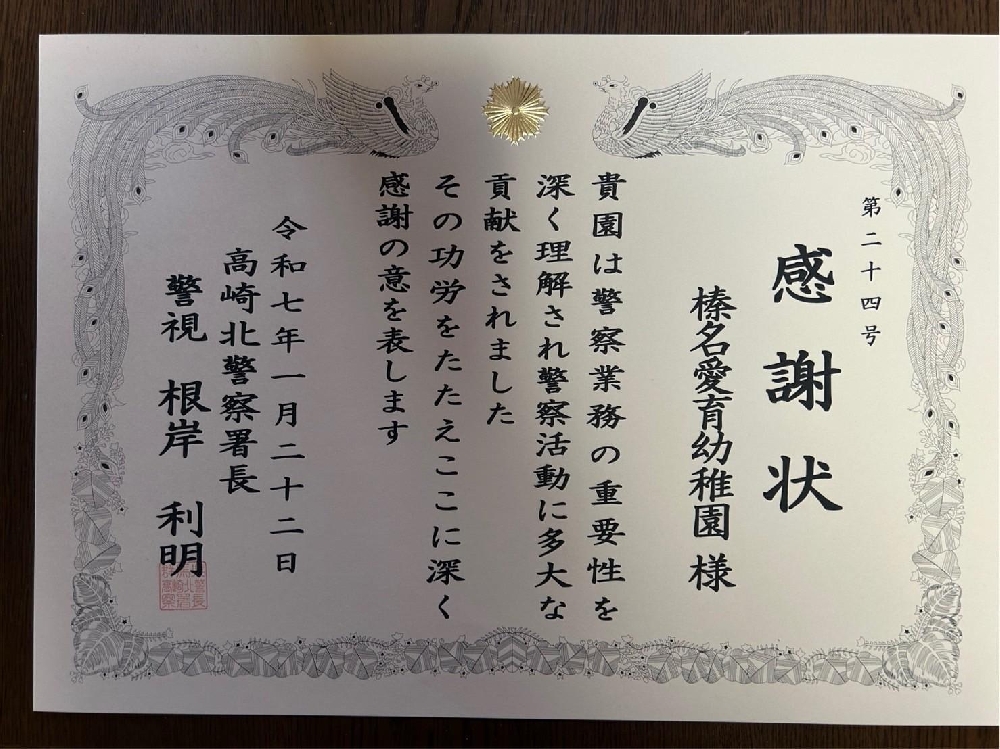 第二十四号
感謝状
榛名愛育幼稚園 様
貴園は警察業務の重要性を
深く理解され警察活動に多大な
貢献をされました
その功労をたたえここに深く
感謝の意を表します
令和七年一月二十二日
高崎北警察署長
警視 根岸 利明